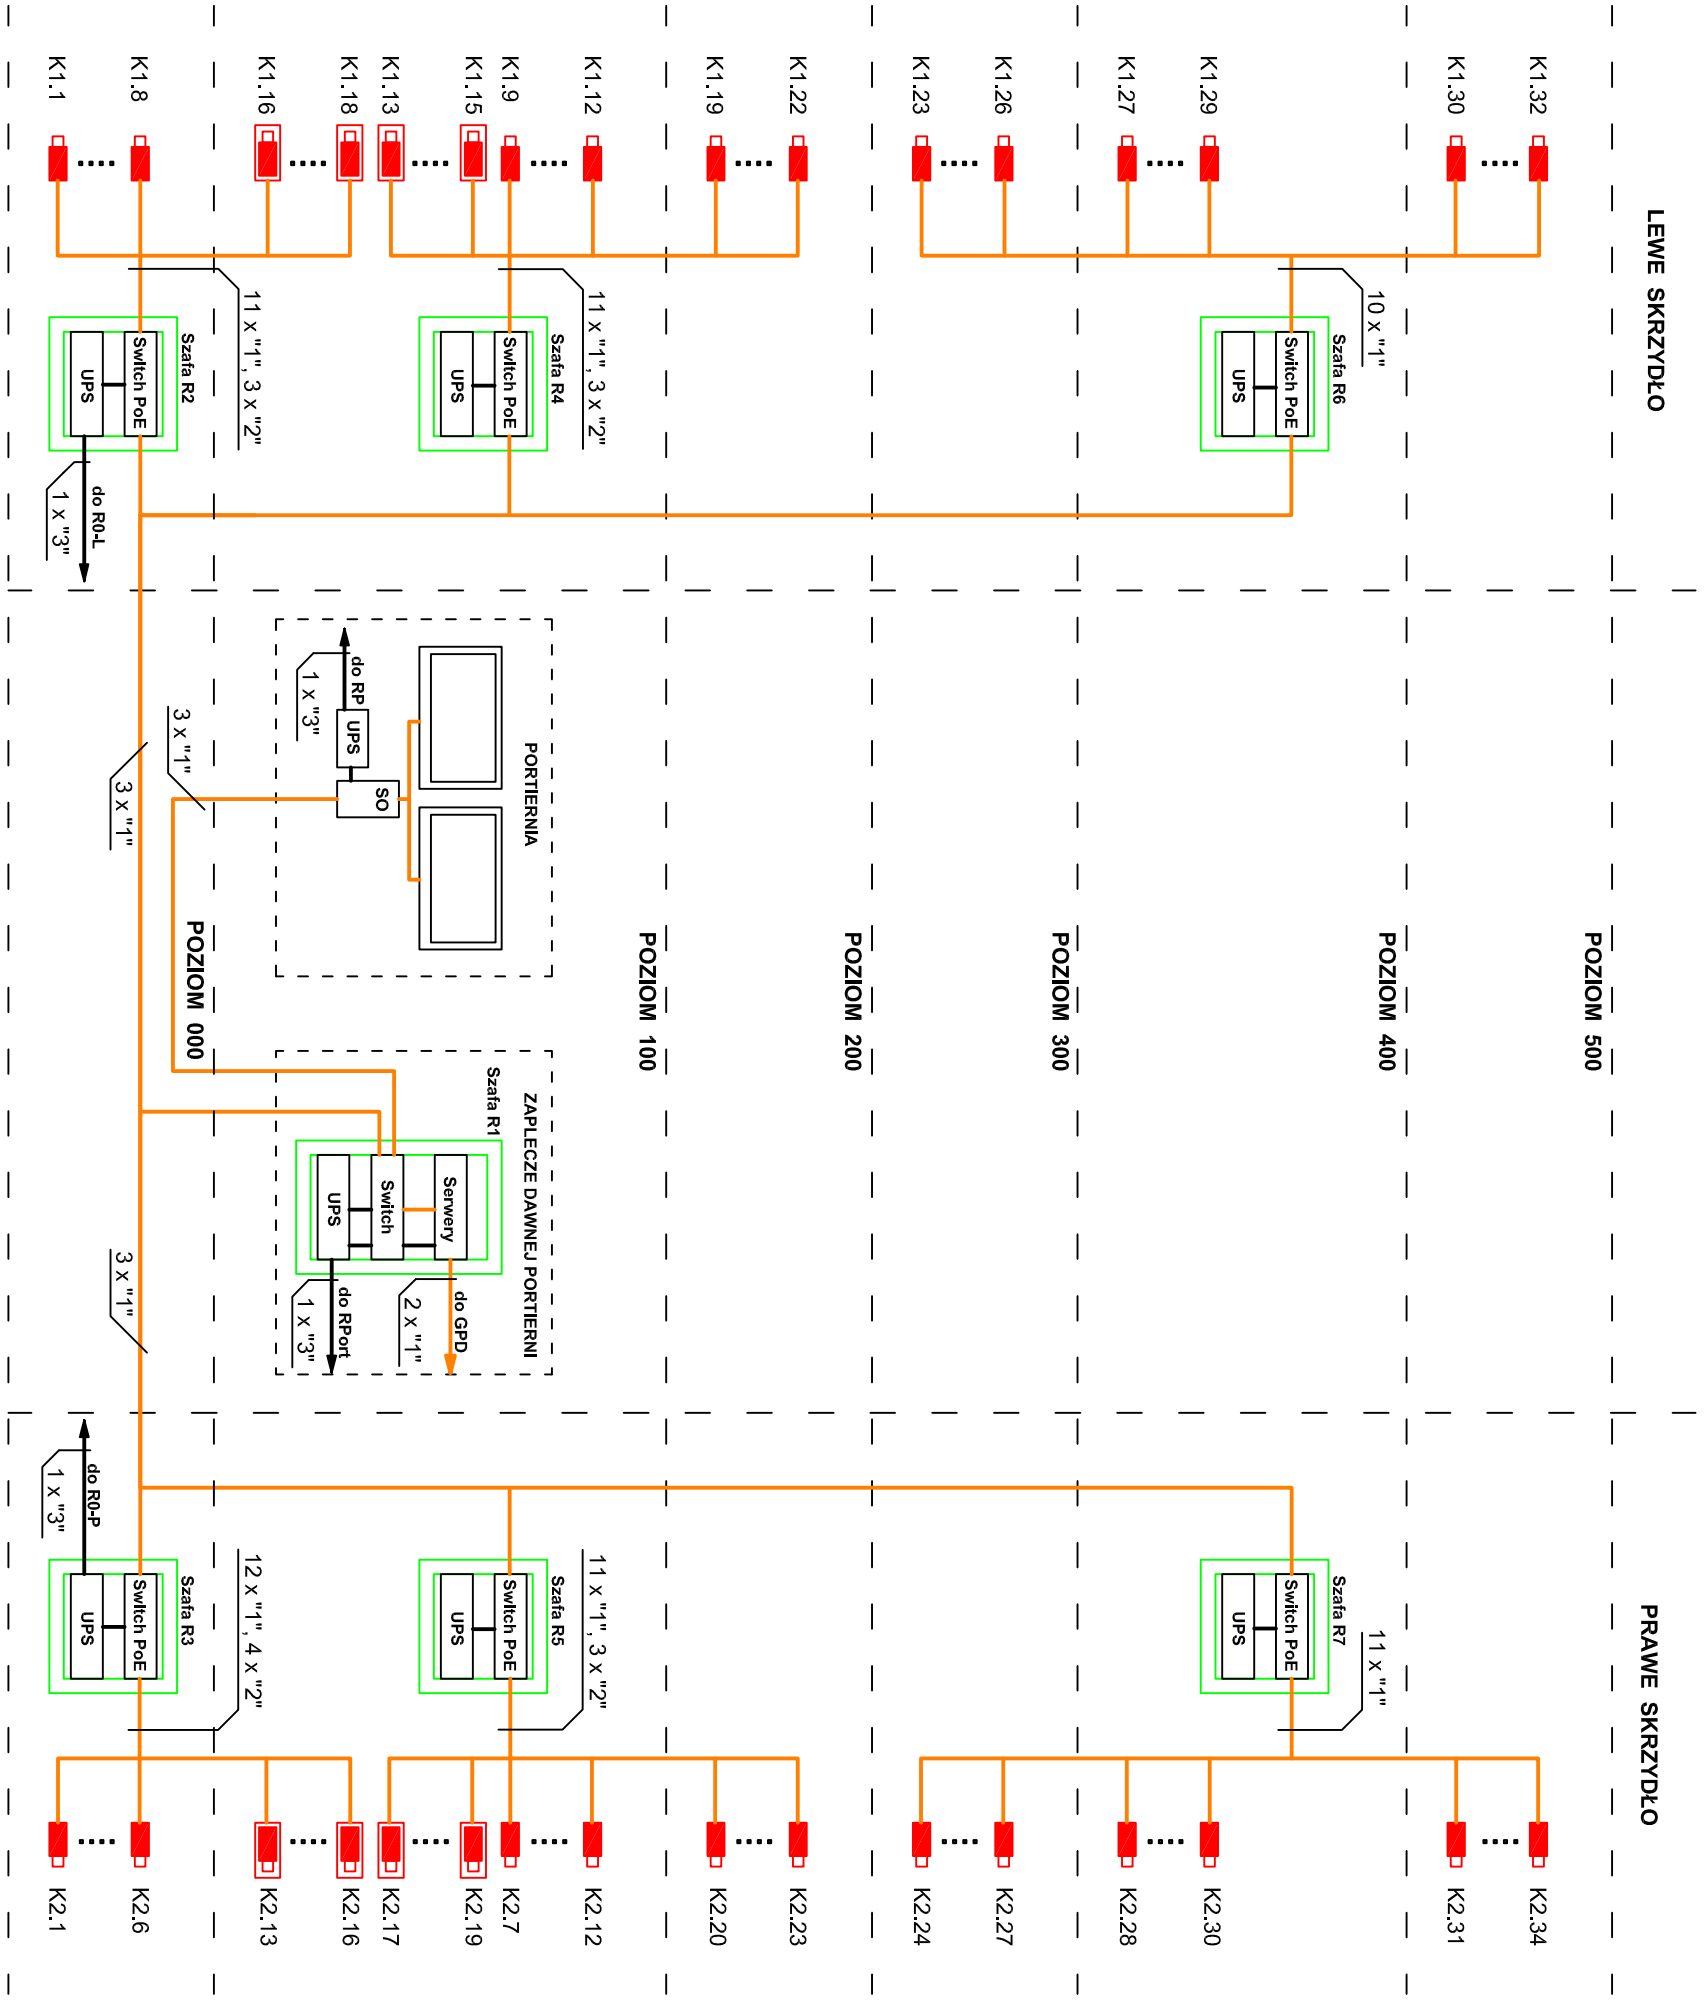 LEWE SKRZYDŁO
PRAWE SKRZYDŁO
POZIOM 500
K1.30
K1.32
K2.31
K2.34
POZIOM 400
K1.27
K1.29
10 x "1"
Szafa R6
Switch PoE
UPS
Szafa R7
Switch PoE
UPS
11 x "1"
K2.28
K2.30
POZIOM 300
K1.23
K1.26
K2.24
K2.27
POZIOM 200
K1.19
K1.22
K2.20
K2.23
POZIOM 100
K1.16
K1.18
K1.13
K1.15
K1.9
K1.12
11 x "1", 3 x "2"
Szafa R4
Switch PoE
UPS
PORTIERNIA
do RP
1 x "3"
UPS
SO
ZAPLECZE DAWNEJ PORTIERNI
Szafa R1
Serwery
Switch
UPS
do GPD
2 x "1"
do RPort
1 x "3"
11 x "1", 3 x "2"
Szafa R5
Switch PoE
UPS
K2.13
K2.16
K2.17
K2.19
K2.7
K2.12
POZIOM 000
K1.1
K1.8
11 x "1", 3 x "2"
Szafa R2
Switch PoE
UPS
do R0-L
1 x "3"
3 x "1"
3 x "1"
3 x "1"
do R0-P
1 x "3"
12 x "1", 4 x "2"
Szafa R3
Switch PoE
UPS
K2.1
K2.6